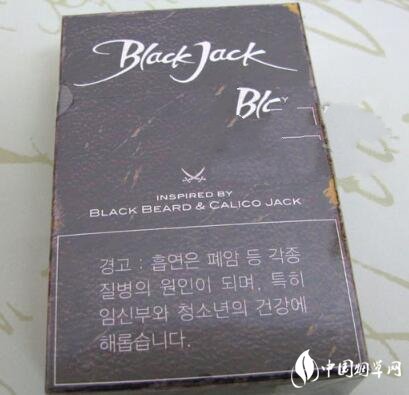 Black Jack
INSPIRED BY
BLACK BEARD & CALICO JACK
경고 : 흡연은 폐암 등 각종
질병의 원인이 되며, 특히
임신부와 청소년의 건강에
해롭습니다.
中国烟草网